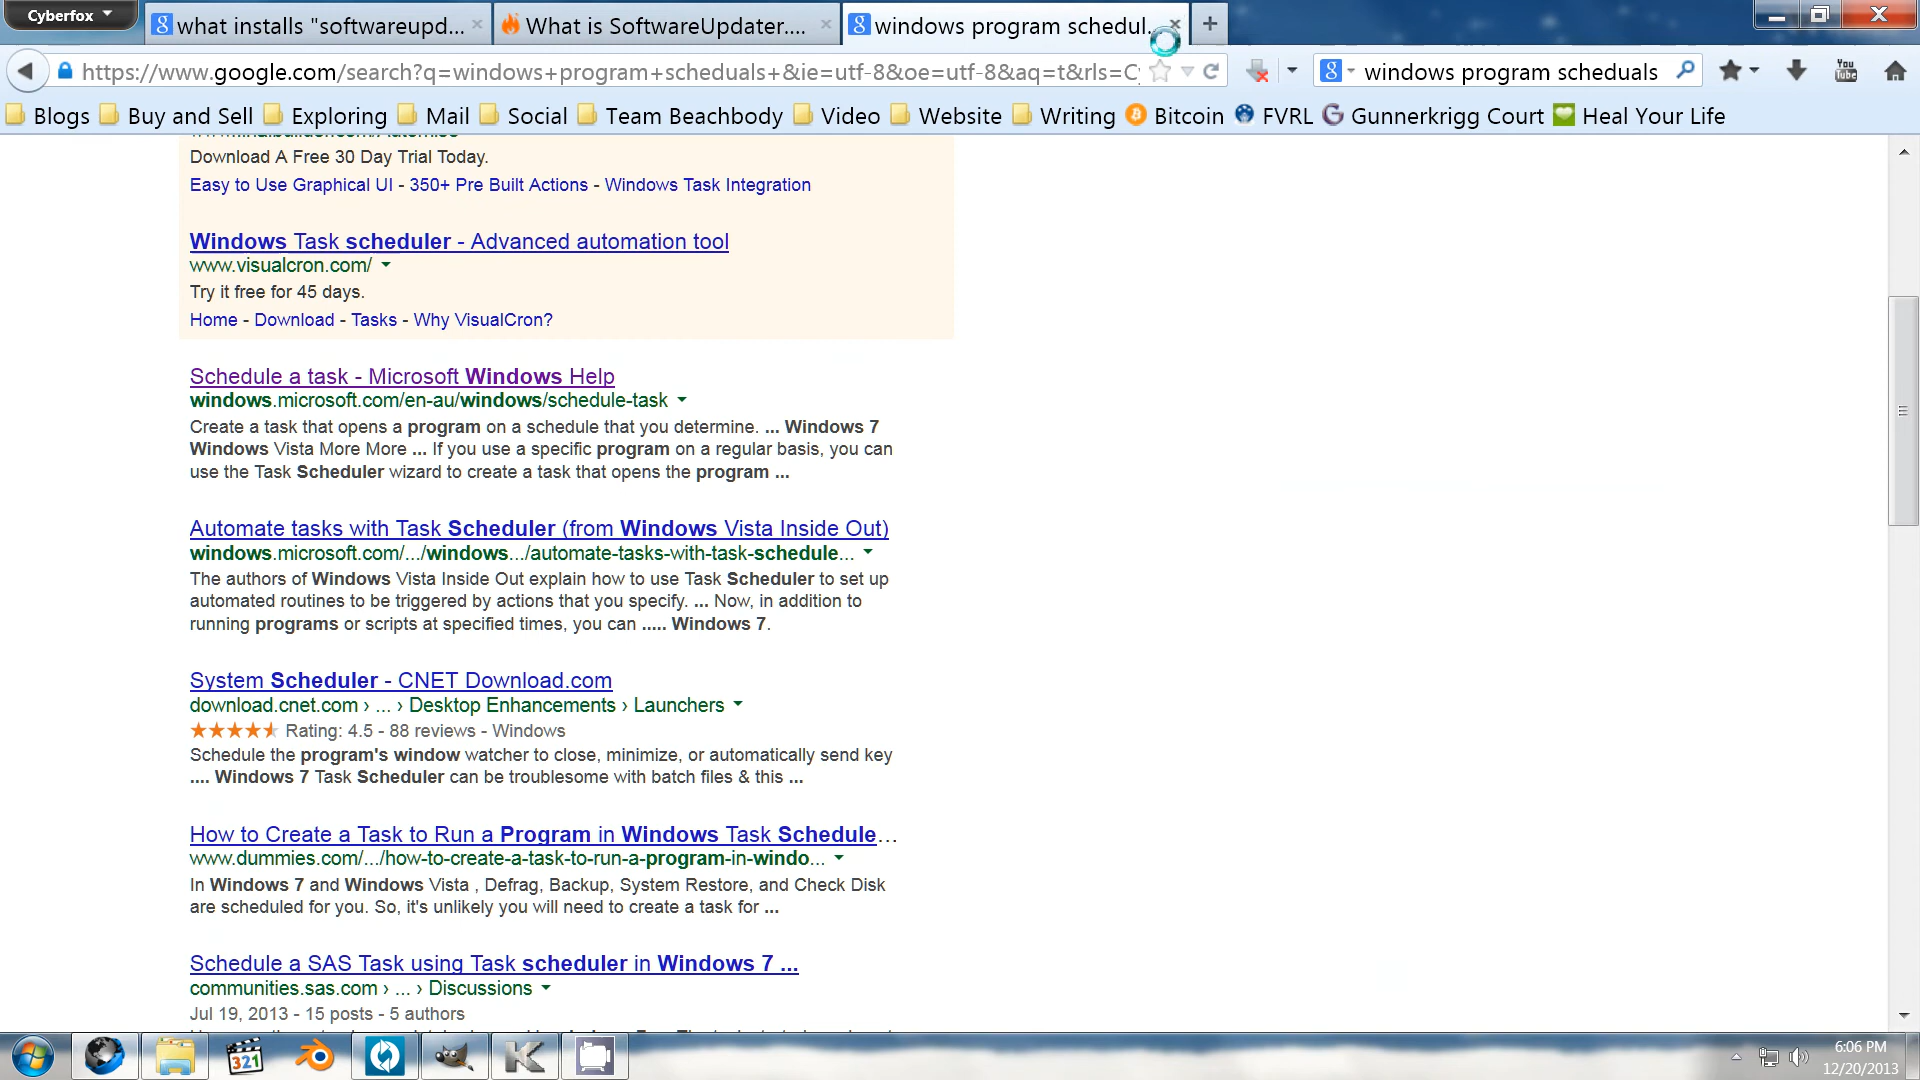 Cyberfox
what installs "softwareupd...
What is SoftwareUpdater....
windows program schedul.
https://www.google.com/search?q=windows+program+scheduals+&ie=utf-8&oe=utf-8&aq=t&rls=C
windows program scheduals
You Tube
Blogs Buy and Sell Exploring Mail Social Team Beachbody Video Website Writing Bitcoin FVRL Gunnerkrigg Court Heal Your Life
Download A Free 30 Day Trial Today.
Easy to Use Graphical UI - 350+ Pre Built Actions - Windows Task Integration
Windows Task scheduler - Advanced automation tool
www.visualcron.com/
Try it free for 45 days.
Home - Download - Tasks - Why VisualCron?
Schedule a task - Microsoft Windows Help
windows.microsoft.com/en-au/windows/schedule-task
Create a task that opens a program on a schedule that you determine. ... Windows 7
Windows Vista More More ... If you use a specific program on a regular basis, you can
use the Task Scheduler wizard to create a task that opens the program ...
Automate tasks with Task Scheduler (from Windows Vista Inside Out)
windows.microsoft.com/.../windows.../automate-tasks-with-task-schedule...
The authors of Windows Vista Inside Out explain how to use Task Scheduler to set up
automated routines to be triggered by actions that you specify. ... Now, in addition to
running programs or scripts at specified times, you can ..... Windows 7.
System Scheduler - CNET Download.com
download.cnet.com › ... › Desktop Enhancements › Launchers
Rating: 4.5 - 88 reviews - Windows
Schedule the program's window watcher to close, minimize, or automatically send key
.... Windows 7 Task Scheduler can be troublesome with batch files & this ...
How to Create a Task to Run a Program in Windows Task Schedule...
www.dummies.com/.../how-to-create-a-task-to-run-a-program-in-windo...
In Windows 7 and Windows Vista , Defrag, Backup, System Restore, and Check Disk
are scheduled for you. So, it's unlikely you will need to create a task for ...
Schedule a SAS Task using Task scheduler in Windows 7 ...
communities.sas.com › ... › Discussions
Jul 19, 2013 - 15 posts - 5 authors
321
6:06 PM
12/20/2013